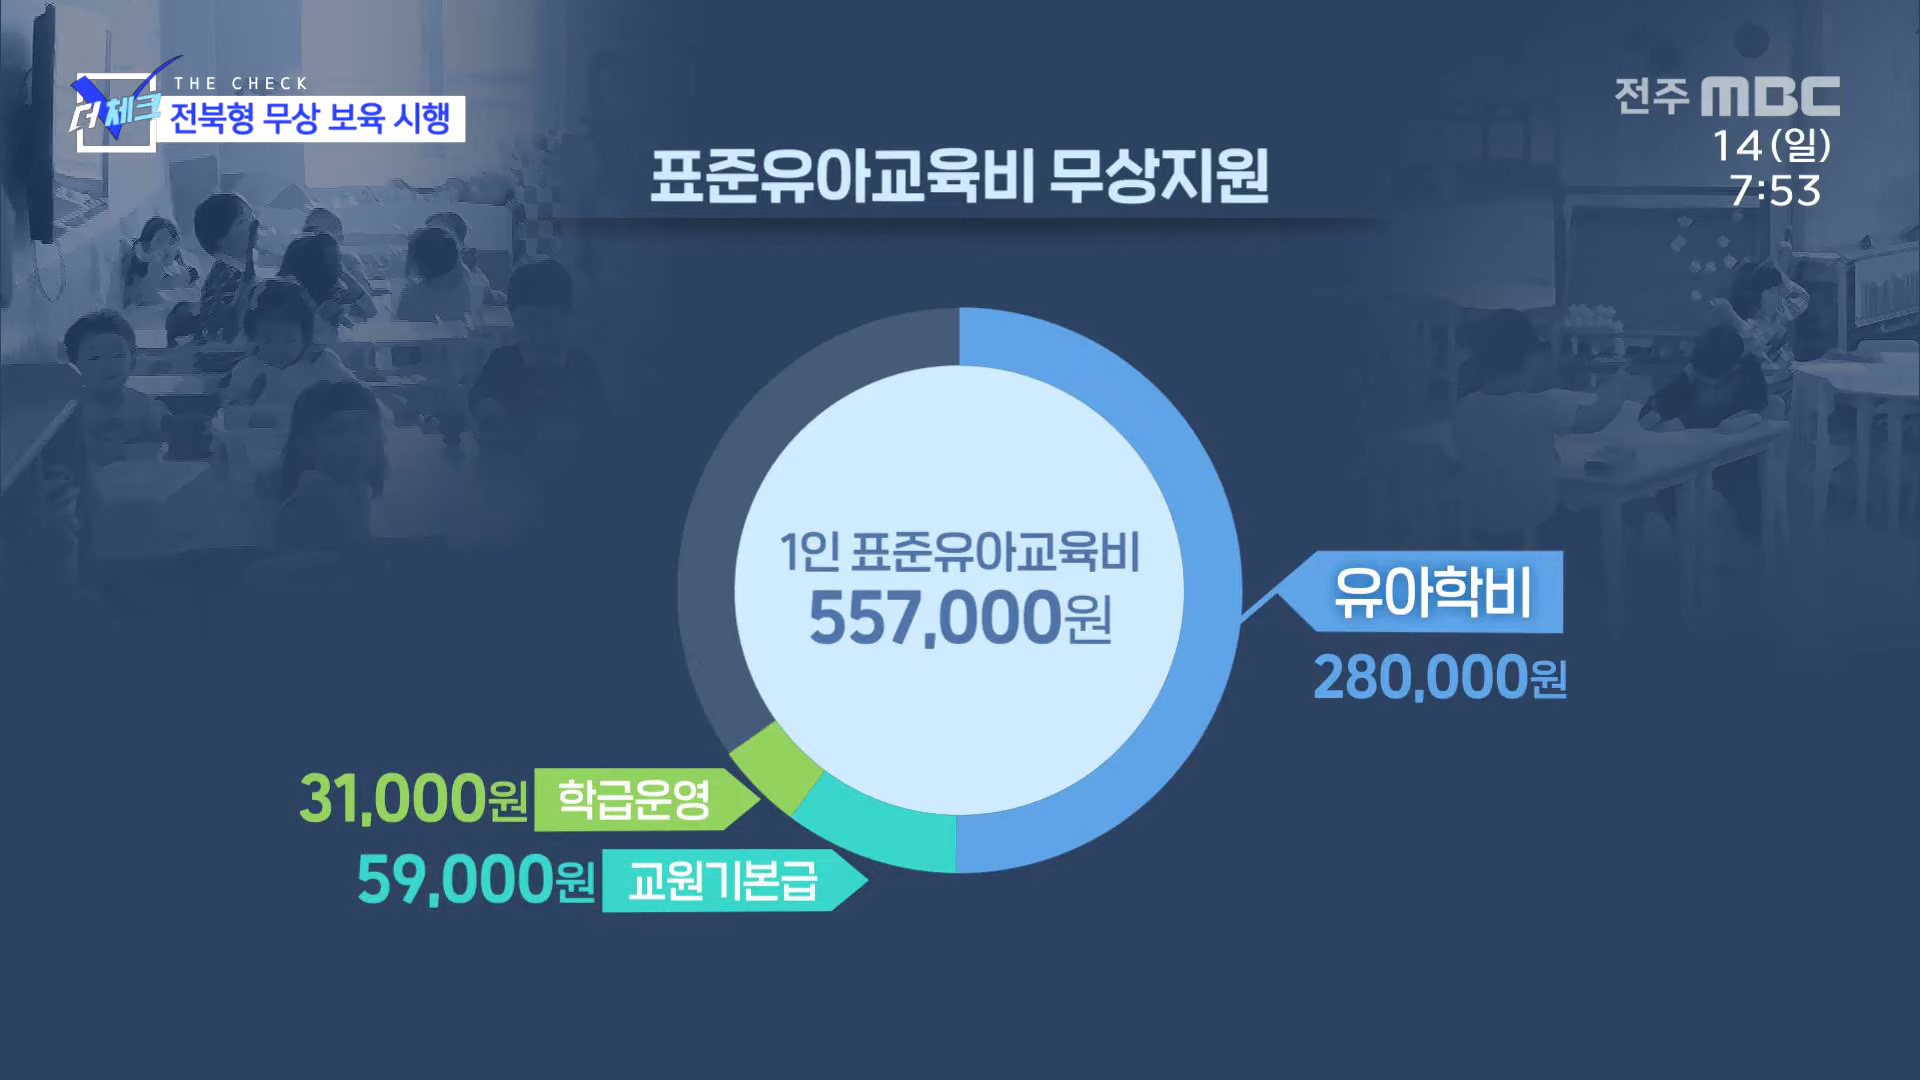 THE CHECK
더 체크
전북형 무상 보육 시행
전주 MBC
14(일)
7:53
표준유아교육비 무상지원
1인 표준유아교육비
557,000원
유아학비
280,000원
31,000원 학급운영
59,000원 교원기본급